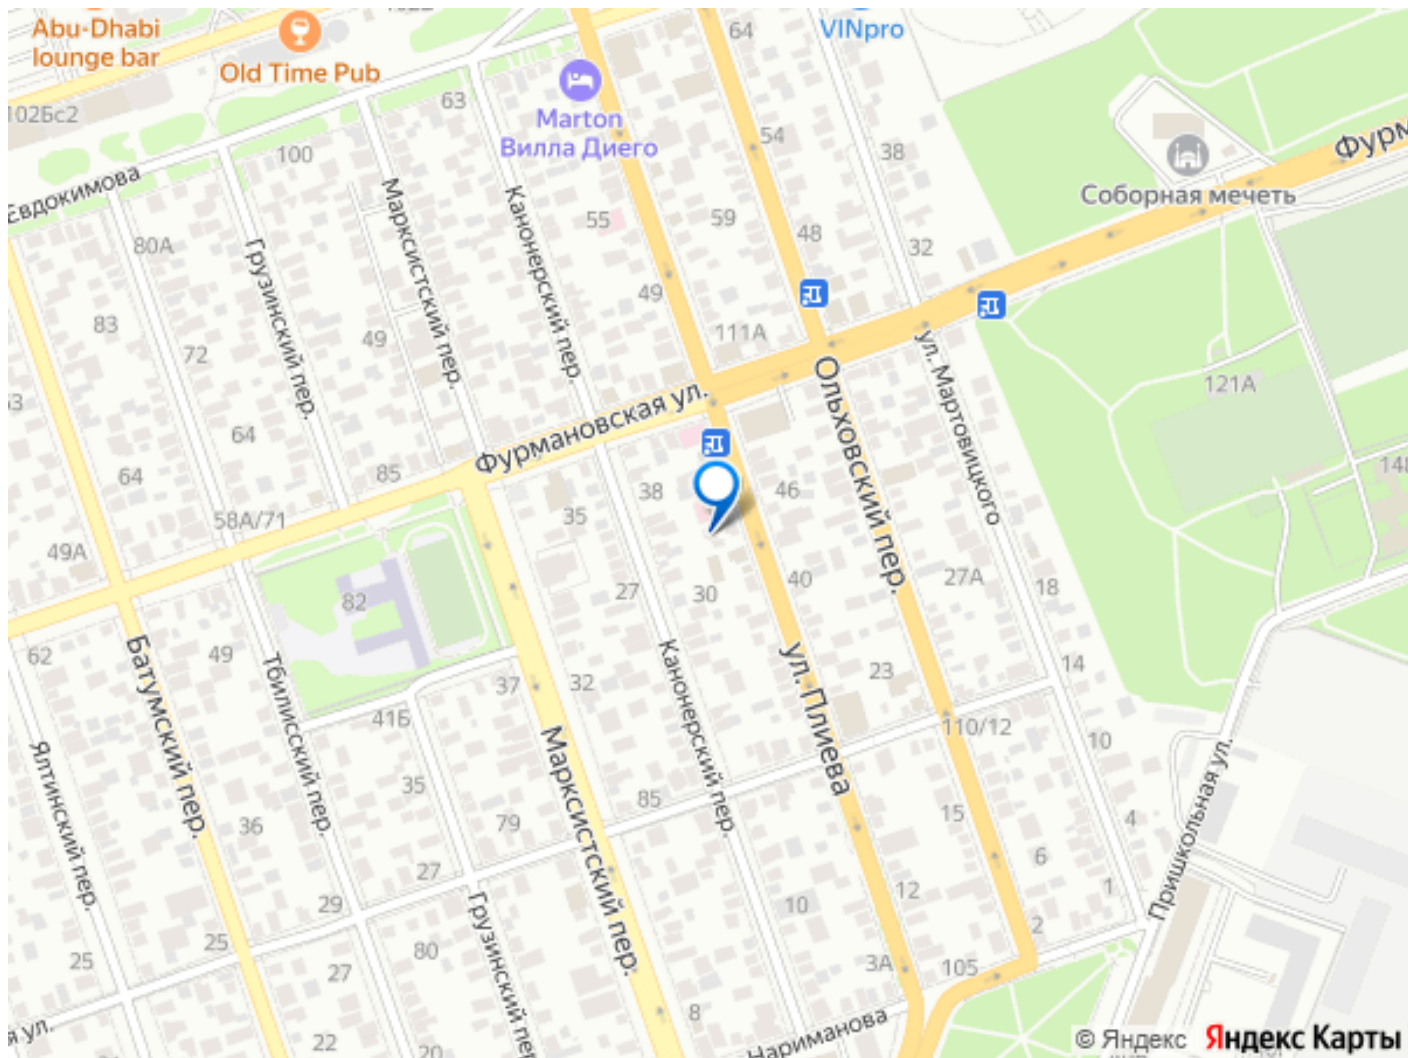 Abu-Dhabi
lounge bar
Old Time Pub
VINpro
64
102Бс2
63
Marton
Вилла Диего
54
38
100
Фурм
Соборная мечеть
Евдокимова
80А
Грузинский пер.
Марксистский пер.
Канонерский пер.
55
59
48
32
49
83
72
49
111А
ул. Мартовицкого
121А
64
Фурмановская ул.
Ольховский пер.
64
85
38
46
148
58А/71
35
49А
82
27
30
40
27А
18
62
Батумский пер.
49
Тбилисский пер.
37
32
Канонерский пер.
ул. Плиева
23
14
41Б
110/12
10
Ялтинский пер.
35
Марксистский пер.
85
Пришкольная ул.
36
79
15
4
27
6
1
29
Грузинский пер
10
12
2
25
25
27
80
3А
105
8
22
20
Нариманова
я ул.
© Яндекс Яндекс Карты